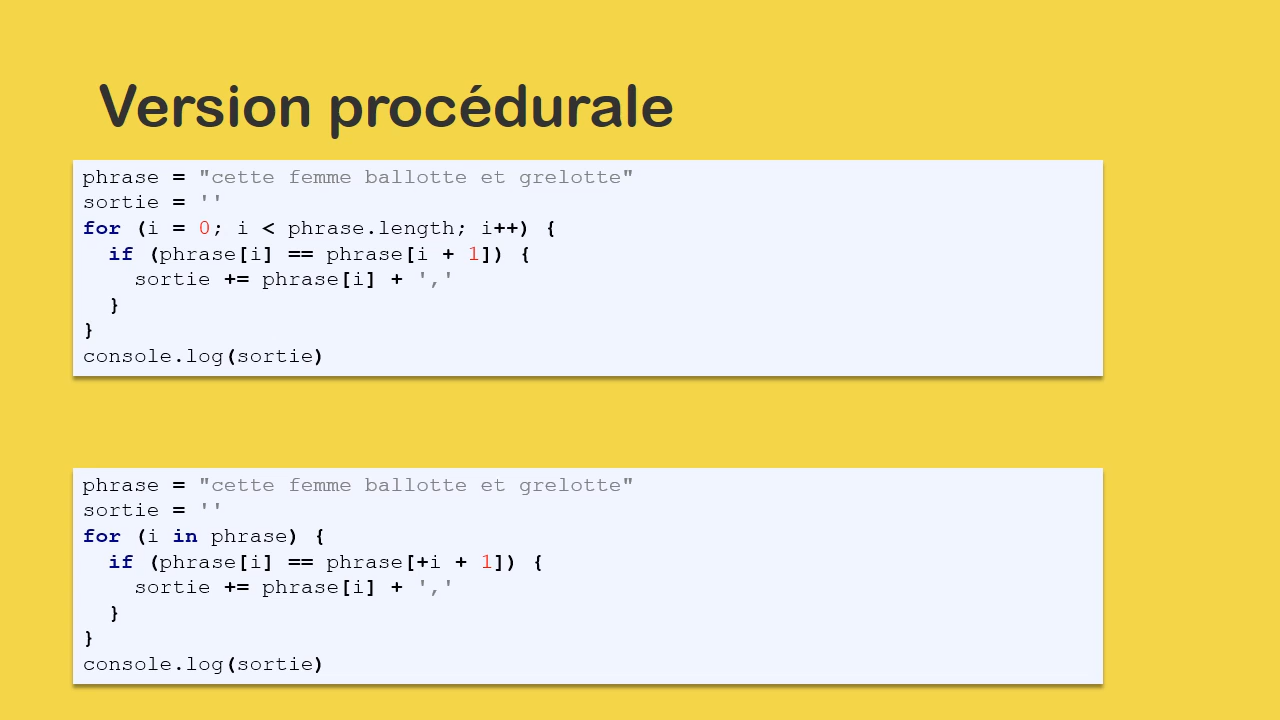 Version procédurale
phrase = "cette femme ballotte et grelotte"
sortie = ''
for (i = 0; i < phrase.length; i++) {
  if (phrase[i] == phrase[i + 1]) {
    sortie += phrase[i] + ','
  }
}
console.log(sortie)
phrase = "cette femme ballotte et grelotte"
sortie = ''
for (i in phrase) {
  if (phrase[i] == phrase[+i + 1]) {
    sortie += phrase[i] + ','
  }
}
console.log(sortie)